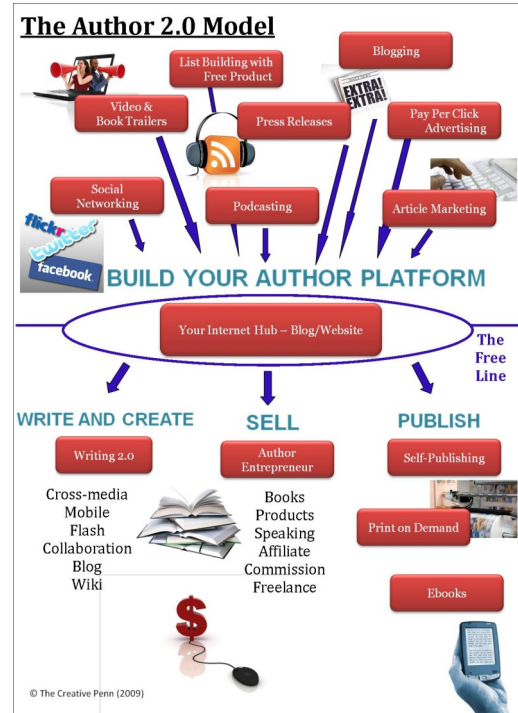 The Author 2.0 Model
Blogging
List Building with
Free Product
EXTRA!
EXTRA!
Video &
Book Trailers
Press Releases
Pay Per Click
Advertising
Social
Networking
Podcasting
Article Marketing
flickr
twitter
facebook
BUILD YOUR AUTHOR PLATFORM
Your Internet Hub – Blog/Website
The
Free
Line
WRITE AND CREATE
SELL
PUBLISH
Writing 2.0
Author
Entrepreneur
Self-Publishing
Cross-media
Mobile
Flash
Collaboration
Blog
Wiki
Books
Products
Speaking
Affiliate
Commission
Freelance
Print on Demand
Ebooks
$
© The Creative Penn (2009)